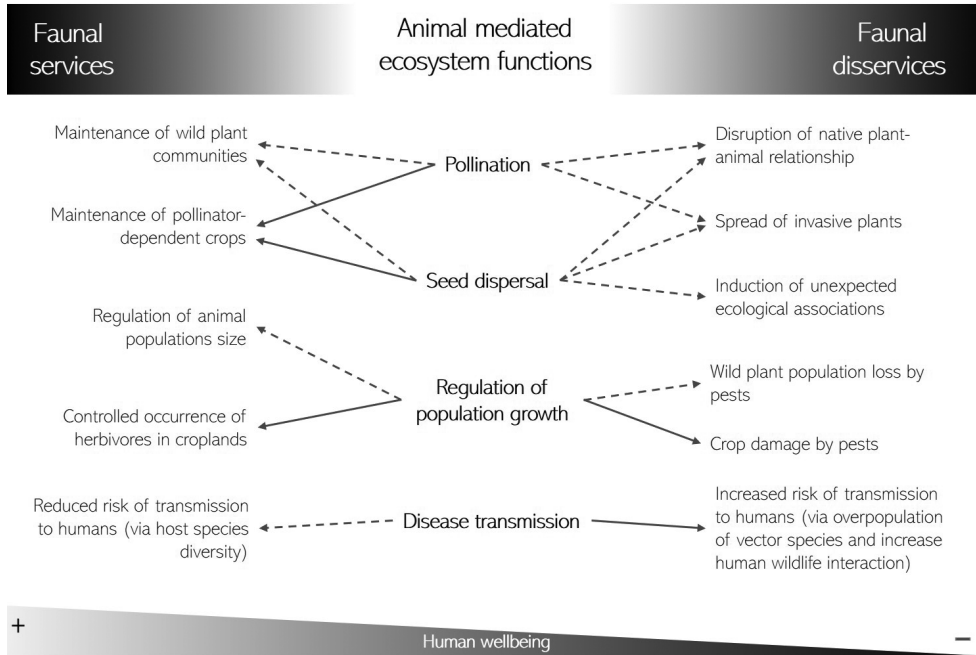 Faunal
services
Animal mediated
ecosystem functions
Faunal
disservices
Maintenance of wild plant
communities
Pollination
Disruption of native plant-
animal relationship
Maintenance of pollinator-
dependent crops
Spread of invasive plants
Seed dispersal
Induction of unexpected
ecological associations
Regulation of animal
populations size
Regulation of
population growth
Wild plant population loss by
pests
Controlled occurrence of
herbivores in croplands
Crop damage by pests
Reduced risk of transmission
to humans (via host species
diversity)
Disease transmission
Increased risk of transmission
to humans (via overpopulation
of vector species and increase
human wildlife interaction)
+
Human wellbeing
−